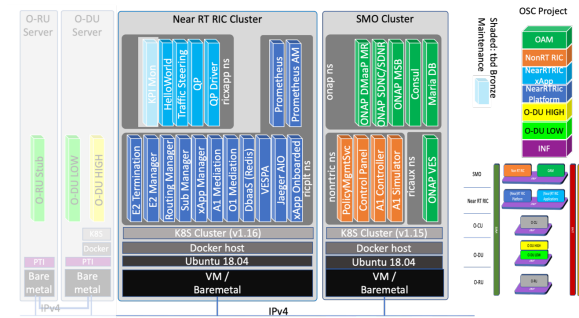 O-RU
Server
O-DU
Server
Near RT RIC Cluster
SMO Cluster
OSC Project
Shaded: tbd Bronze
Maintenance
KPI Mon
HelloWorld
Traffic Steering
QP
QP Driver
ricxapp ns
Prometheus
Prometheus AM
onap ns
ONAP DMaaP MR
ONAP SDNC/SDNR
ONAP MSB
Consul
Maria DB
OAM
NonRT RIC
NearRTRIC
xApp
NearRTRIC
Platform
O-DU HIGH
O-DU LOW
INF
O-RU Stub
O-DU LOW
O-DU HIGH
E2 Termination
E2 Manager
Routing Manager
Sub Manager
xApp Manager
A1 Mediation
O1 Mediation
DbaaS (Redis)
VESPA
Jaeger AIO
xApp Onboarded
ricplt ns
nonrtric ns
PolicyMgmtSvc
Control Panel
A1 Controller
A1 Simulator
ricaux ns
ONAP VES
K8S
Docker
PTI
PTI
Bare
metal
Bare
metal
K8S Cluster (v1.16)
Docker host
Ubuntu 18.04
VM /
Baremetal
K8S Cluster (v1.15)
Docker host
Ubuntu 18.04
VM /
Baremetal
IPv4
IPv4
SMO
Near RT RIC
O-CU
O-DU
O-RU